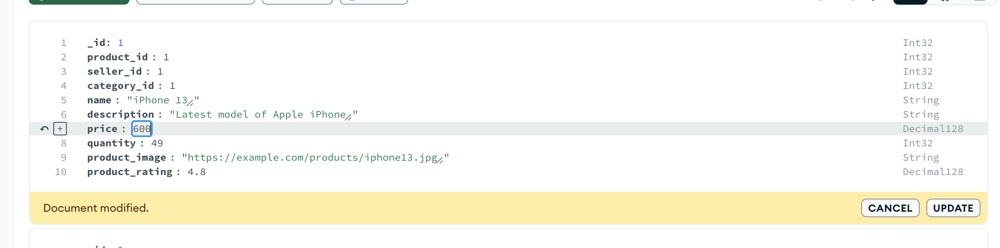 1 _id: 1 Int32
2 product_id : 1 Int32
3 seller_id : 1 Int32
4 category_id : 1 Int32
5 name : "iPhone 13" String
6 description : "Latest model of Apple iPhone" String
+ price : 600 Decimal128
8 quantity : 49 Int32
9 product_image : "https://example.com/products/iphone13.jpg" String
10 product_rating : 4.8 Decimal128
Document modified. CANCEL UPDATE